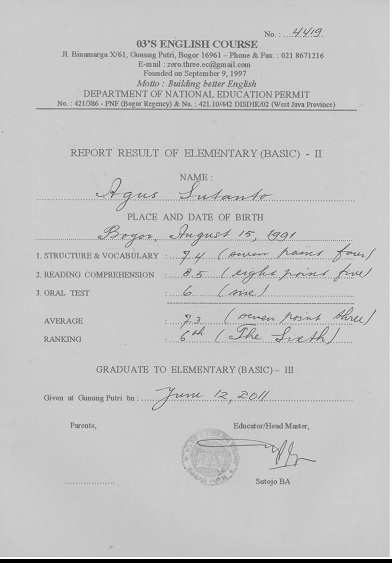 No. : 4419
03'S ENGLISH COURSE
Jl. Binamarga X/61, Gunung Putri, Bogor 16961 - Phone & Fax : 021 8671216
E-mail : zero.three.ec@gmail.com
Founded on September 9, 1997
Motto : Building better English
DEPARTMENT OF NATIONAL EDUCATION PERMIT
No. : 421/386 - PNF (Bogor Regency) & No. : 421.10/442 DISDIK/02 (West Java Province)
REPORT RESULT OF ELEMENTARY (BASIC) - II
NAME :
Agus Sutanto
PLACE AND DATE OF BIRTH
Bogor, August 15, 1991
1. STRUCTURE & VOCABULARY : 7.4 (seven point four)
2. READING COMPREHENSION : 8.5 (eight point five)
3. ORAL TEST : 6 (six)
AVERAGE : 7.3 (seven point three)
RANKING : 6th (The Sixth)
GRADUATE TO ELEMENTARY (BASIC) - III
Given at Gunung Putri on : June 12, 2011
Parents, Educator/Head Master,
Sutojo BA